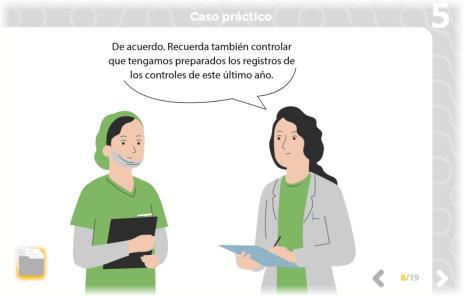 Caso práctico
5
De acuerdo. Recuerda también controlar
que tengamos preparados los registros de
los controles de este último año.
8/19